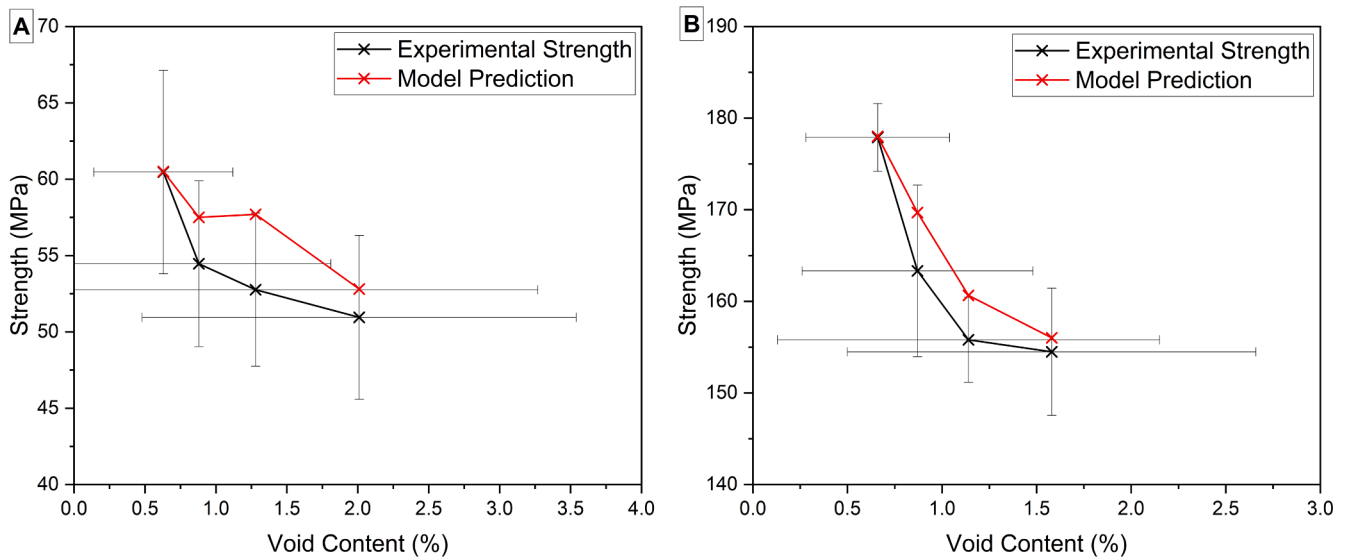 A
Experimental Strength
Model Prediction
Strength (MPa)
70
65
60
55
50
45
40
0.0 0.5 1.0 1.5 2.0 2.5 3.0 3.5 4.0
Void Content (%)
B
Experimental Strength
Model Prediction
Strength (MPa)
190
180
170
160
150
140
0.0 0.5 1.0 1.5 2.0 2.5 3.0
Void Content (%)